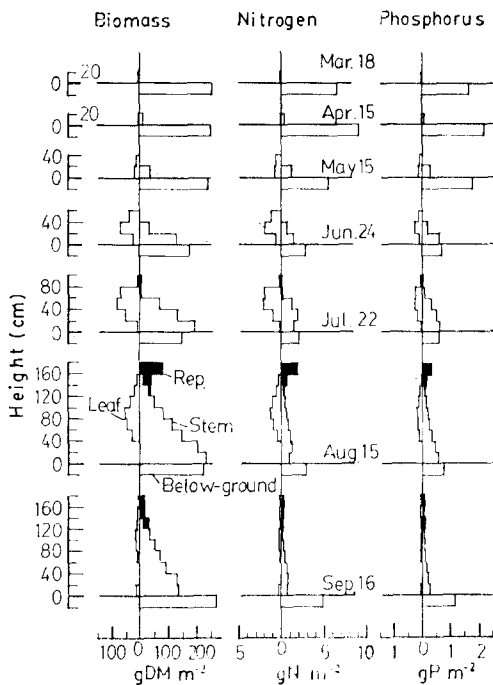 Biomass Nitrogen Phosphorus
20 Mar. 18
0
20 Apr. 15
0
40 May 15
0
40 Jun. 24
0
80
40 Jul. 22
0
Height (cm)
160 Rep.
120
Leaf
80 Stem
40
0 Aug. 15
Below-ground
160
120
80
40
0 Sep. 16
100 0 100 200 5 0 5 10 1 0 1 2
gDM m⁻² gN m⁻² gP m⁻²